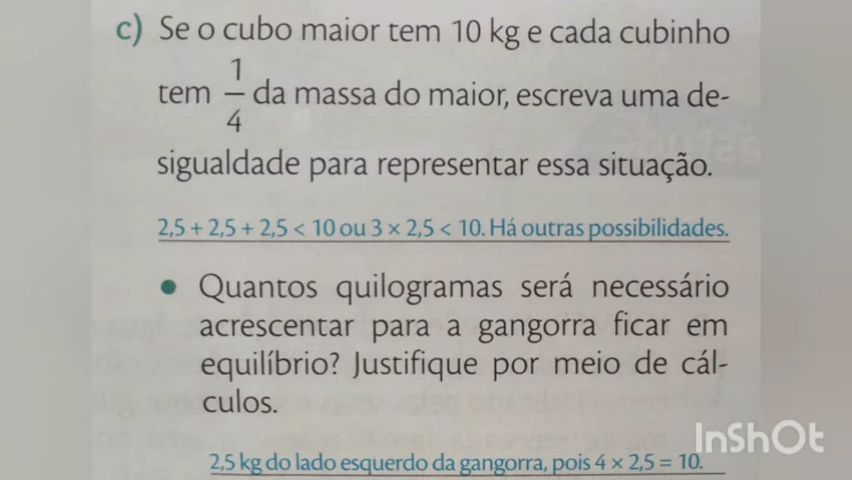 c) Se o cubo maior tem 10 kg e cada cubinho
tem 1/4 da massa do maior, escreva uma de-
sigualdade para representar essa situação.
2,5 + 2,5 + 2,5 < 10 ou 3 × 2,5 < 10. Há outras possibilidades.
• Quantos quilogramas será necessário
acrescentar para a gangorra ficar em
equilíbrio? Justifique por meio de cál-
culos.
InShOt
2,5 kg do lado esquerdo da gangorra, pois 4 × 2,5 = 10.